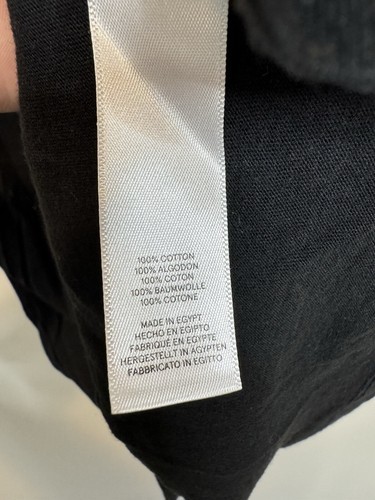 100% COTTON
100% ALGODON
100% COTON
100% BAUMWOLLE
100% COTONE
MADE IN EGYPT
HECHO EN EGIPTO
FABRIQUÉ EN EGYPTE
HERGESTELLT IN ÄGYPTEN
FABBRICATO IN EGITTO